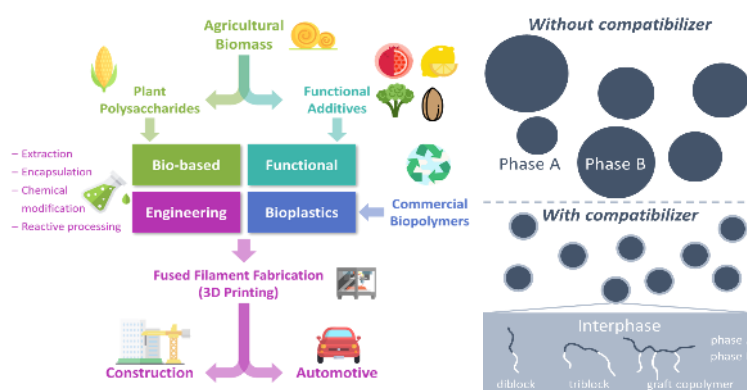 Agricultural
Biomass
Plant
Polysaccharides
Functional
Additives
– Extraction
– Encapsulation
– Chemical
modification
– Reactive processing
Bio-based
Functional
Engineering
Bioplastics
Commercial
Biopolymers
Fused Filament Fabrication
(3D Printing)
Construction
Automotive
Without compatibilizer
Phase A
Phase B
With compatibilizer
Interphase
phase
phase
diblock
triblock
graft copolymer